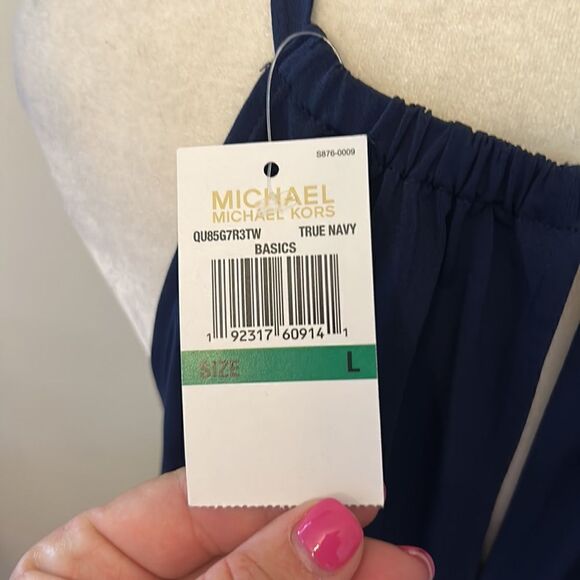 S876-0009
MICHAEL
MICHAEL KORS
QU85G7R3TW TRUE NAVY
BASICS
1 92317 60914 1
SIZE L